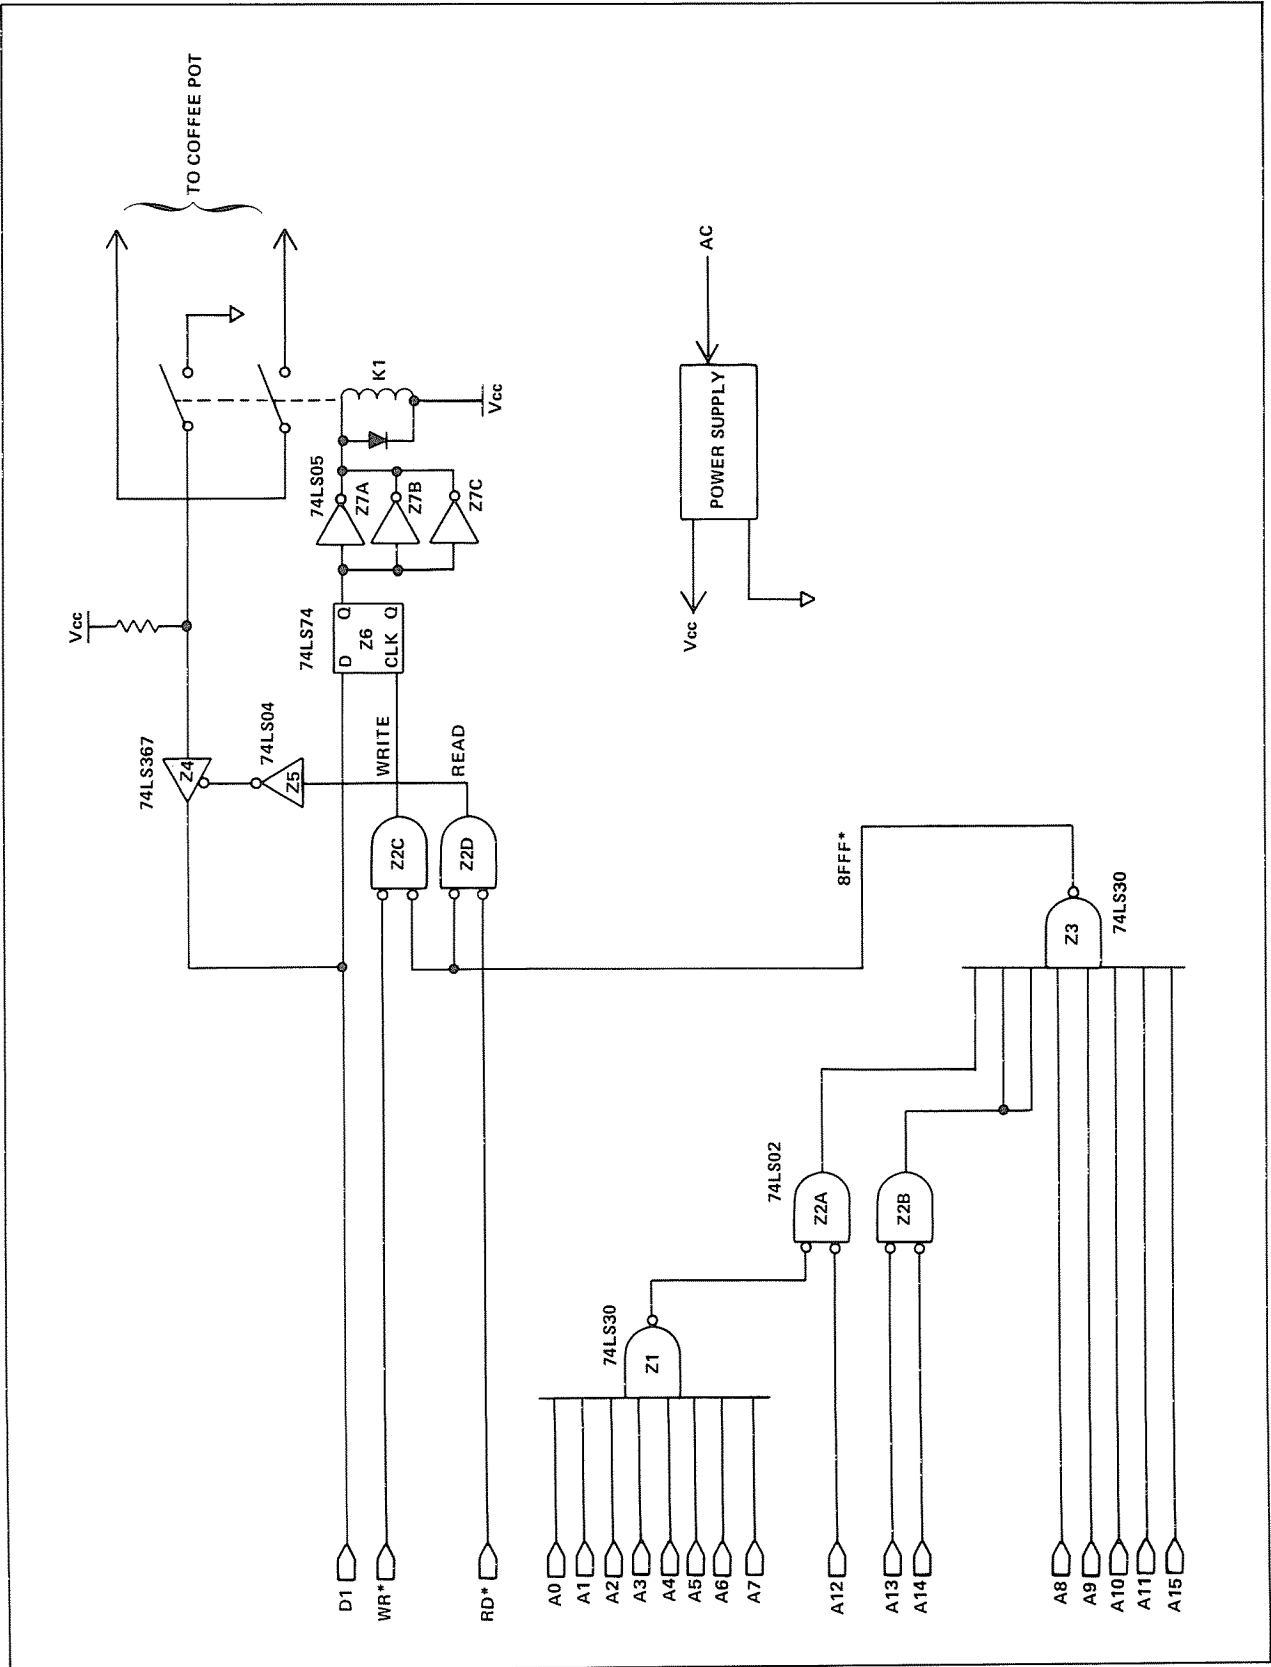 TO COFFEE POT
Vcc
74LS367
Z4
74LS04
Z5
74LS74
D
Q
Z6
CLK
Q
74LS05
Z7A
Z7B
Z7C
K1
Vcc
WRITE
READ
Z2C
Z2D
8FFF*
AC
POWER SUPPLY
Vcc
D1
WR*
RD*
74LS30
Z1
A0
A1
A2
A3
A4
A5
A6
A7
74LS02
Z2A
Z2B
A12
A13
A14
Z3
74LS30
A8
A9
A10
A11
A15